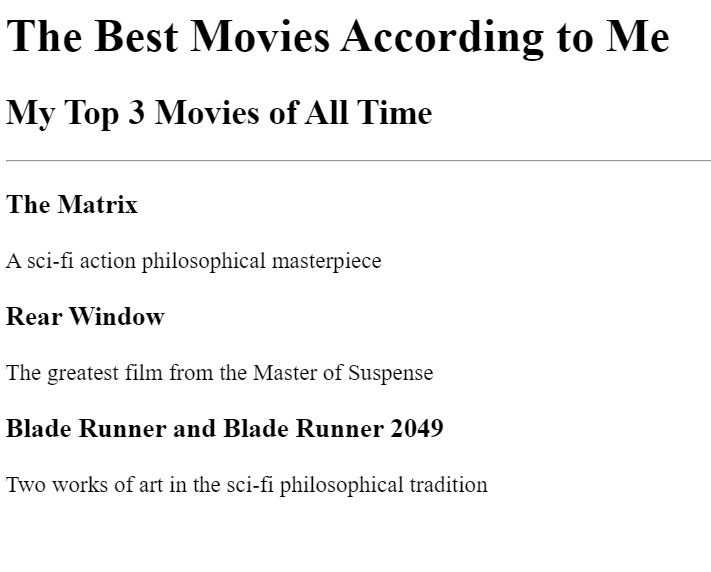 The Best Movies According to Me
My Top 3 Movies of All Time
The Matrix
A sci-fi action philosophical masterpiece
Rear Window
The greatest film from the Master of Suspense
Blade Runner and Blade Runner 2049
Two works of art in the sci-fi philosophical tradition